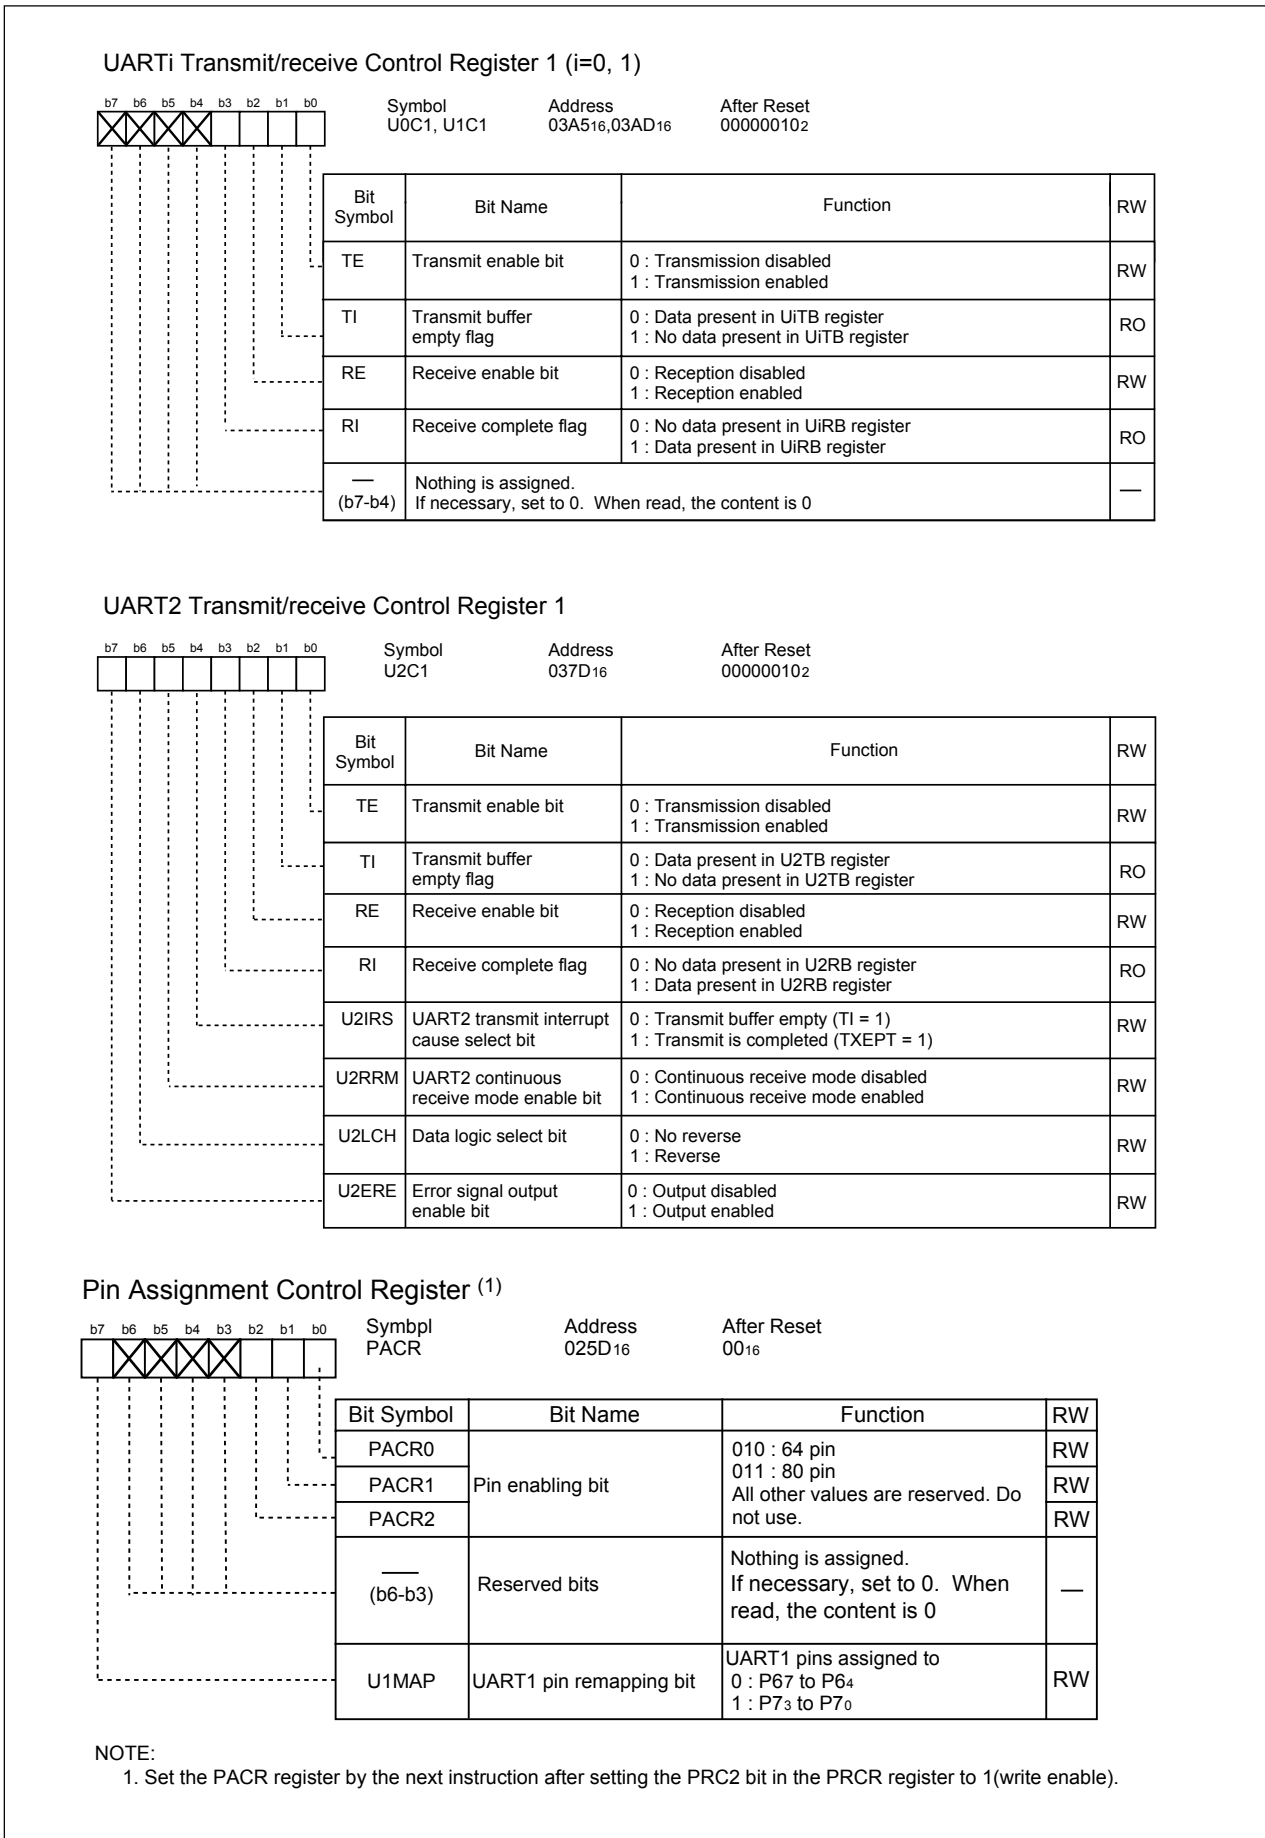 UARTi Transmit/receive Control Register 1 (i=0, 1)
b7 b6 b5 b4 b3 b2 b1 b0
Symbol Address After Reset
U0C1, U1C1 03A516,03AD16 000000102
Bit Symbol Bit Name Function RW
TE Transmit enable bit 0 : Transmission disabled RW
1 : Transmission enabled
TI Transmit buffer 0 : Data present in UiTB register RO
empty flag 1 : No data present in UiTB register
RE Receive enable bit 0 : Reception disabled RW
1 : Reception enabled
RI Receive complete flag 0 : No data present in UiRB register RO
1 : Data present in UiRB register
— Nothing is assigned. —
(b7-b4) If necessary, set to 0. When read, the content is 0
UART2 Transmit/receive Control Register 1
b7 b6 b5 b4 b3 b2 b1 b0
Symbol Address After Reset
U2C1 037D16 000000102
Bit Symbol Bit Name Function RW
TE Transmit enable bit 0 : Transmission disabled RW
1 : Transmission enabled
TI Transmit buffer 0 : Data present in U2TB register RO
empty flag 1 : No data present in U2TB register
RE Receive enable bit 0 : Reception disabled RW
1 : Reception enabled
RI Receive complete flag 0 : No data present in U2RB register RO
1 : Data present in U2RB register
U2IRS UART2 transmit interrupt 0 : Transmit buffer empty (TI = 1) RW
cause select bit 1 : Transmit is completed (TXEPT = 1)
U2RRM UART2 continuous 0 : Continuous receive mode disabled RW
receive mode enable bit 1 : Continuous receive mode enabled
U2LCH Data logic select bit 0 : No reverse RW
1 : Reverse
U2ERE Error signal output 0 : Output disabled RW
enable bit 1 : Output enabled
Pin Assignment Control Register (1)
b7 b6 b5 b4 b3 b2 b1 b0
Symbpl Address After Reset
PACR 025D16 0016
Bit Symbol Bit Name Function RW
PACR0 010 : 64 pin RW
011 : 80 pin
PACR1 Pin enabling bit All other values are reserved. Do RW
PACR2 not use. RW
— Nothing is assigned.
(b6-b3) Reserved bits If necessary, set to 0. When —
read, the content is 0
UART1 pins assigned to
U1MAP UART1 pin remapping bit 0 : P67 to P64 RW
1 : P73 to P70
NOTE:
1. Set the PACR register by the next instruction after setting the PRC2 bit in the PRCR register to 1(write enable).